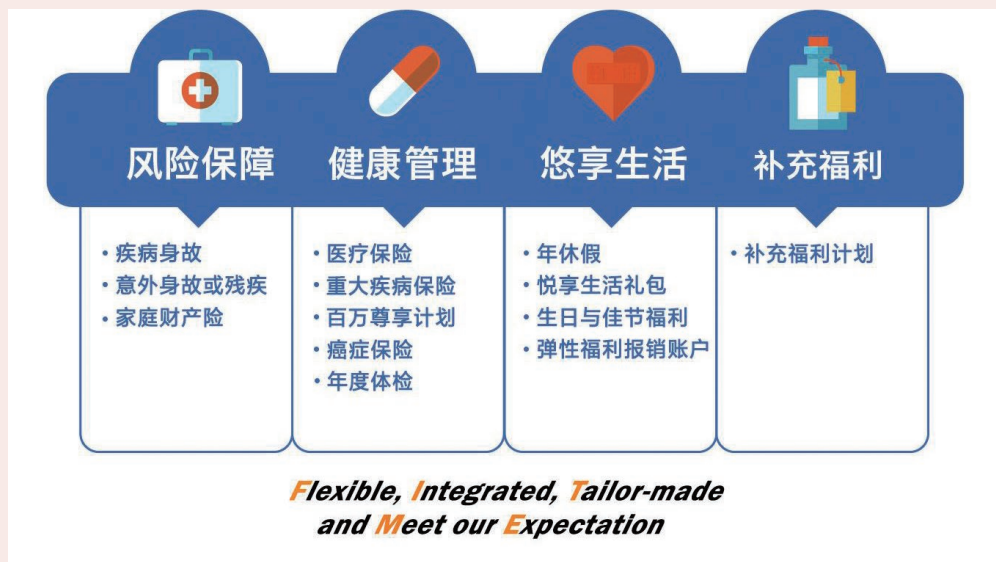 风险保障
健康管理
悠享生活
补充福利
• 疾病身故
• 意外身故或残疾
• 家庭财产险
• 医疗保险
• 重大疾病保险
• 百万尊享计划
• 癌症保险
• 年度体检
• 年休假
• 悦享生活礼包
• 生日与佳节福利
• 弹性福利报销账户
• 补充福利计划
Flexible, Integrated, Tailor-made
and Meet our Expectation